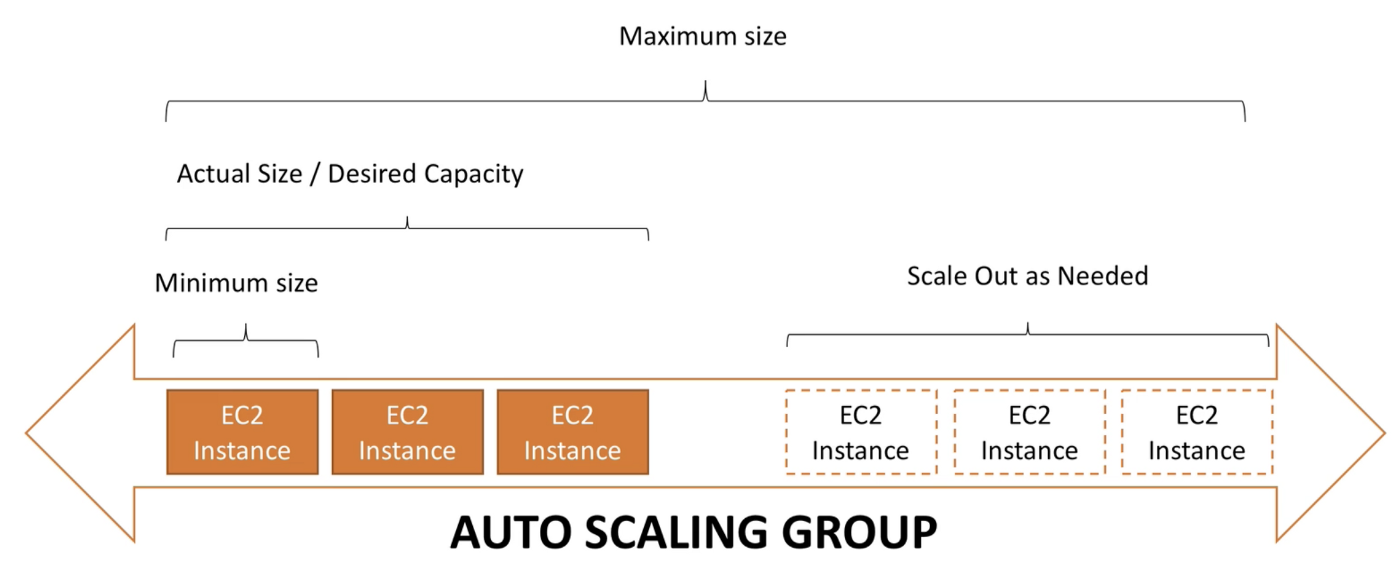 Maximum size
Actual Size / Desired Capacity
Minimum size
Scale Out as Needed
EC2
Instance
EC2
Instance
EC2
Instance
EC2
Instance
EC2
Instance
EC2
Instance
AUTO SCALING GROUP